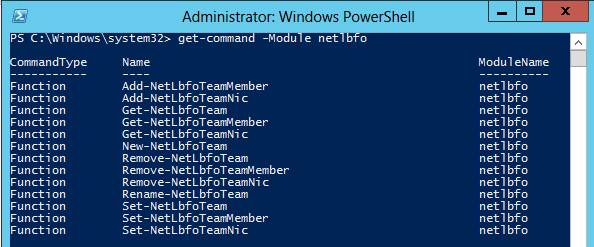 Administrator: Windows PowerShell
PS C:\Windows\system32> get-command -Module netlbfo
CommandType Name ModuleName
----------- ---- ----------
Function Add-NetLbfoTeamMember netlbfo
Function Add-NetLbfoTeamNic netlbfo
Function Get-NetLbfoTeam netlbfo
Function Get-NetLbfoTeamMember netlbfo
Function Get-NetLbfoTeamNic netlbfo
Function New-NetLbfoTeam netlbfo
Function Remove-NetLbfoTeam netlbfo
Function Remove-NetLbfoTeamMember netlbfo
Function Remove-NetLbfoTeamNic netlbfo
Function Rename-NetLbfoTeam netlbfo
Function Set-NetLbfoTeam netlbfo
Function Set-NetLbfoTeamMember netlbfo
Function Set-NetLbfoTeamNic netlbfo